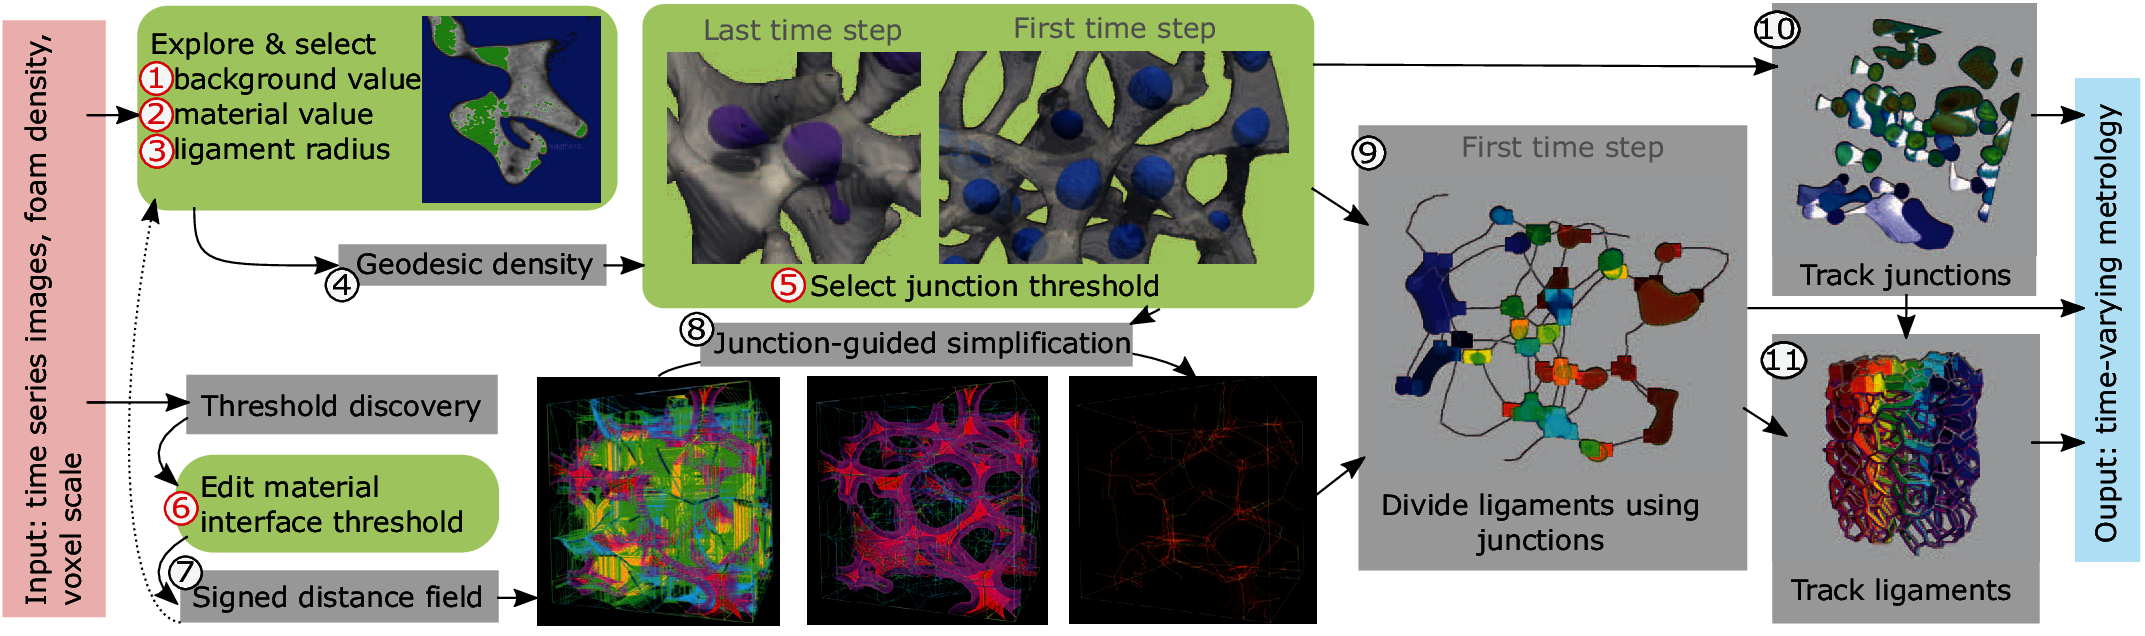 Input: time series images, foam density,
voxel scale
Explore & select
1 background value
2 material value
3 ligament radius
4 Geodesic density
Last time step
First time step
5 Select junction threshold
Threshold discovery
6 Edit material
interface threshold
7 Signed distance field
8 Junction-guided simplification
9 First time step
Divide ligaments using
junctions
10
Track junctions
11
Track ligaments
Ouput: time-varying metrology